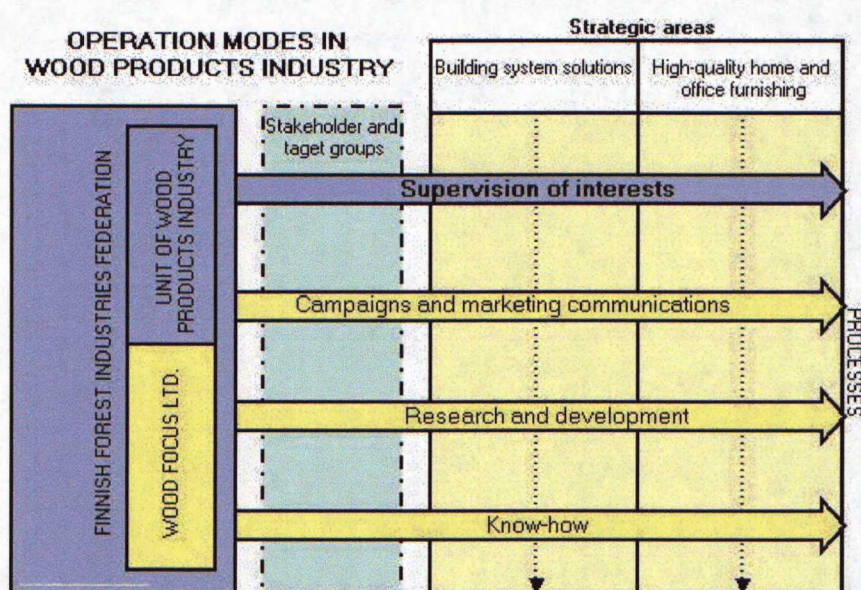 OPERATION MODES IN
WOOD PRODUCTS INDUSTRY
Strategic areas
Building system solutions
High-quality home and
office furnishing
Stakeholder and
taget groups
FINNISH FOREST INDUSTRIES FEDERATION
UNIT OF WOOD
PRODUCTS INDUSTRY
WOOD FOCUS LTD.
Supervision of interests
Campaigns and marketing communications
Research and development
Know-how
PROCESSES